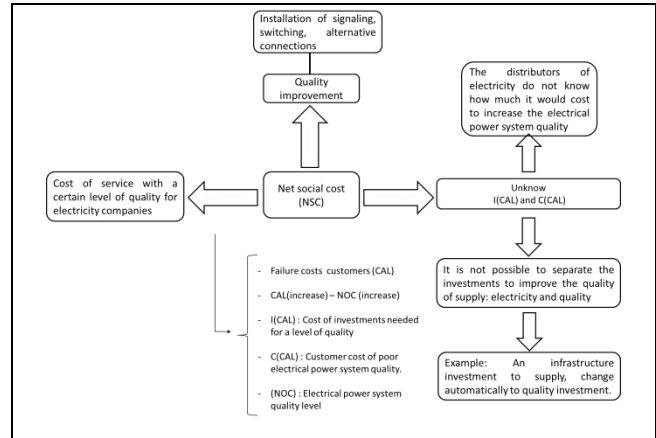 Installation of signaling,
switching, alternative
connections
Quality
improvement
The distributors of
electricity do not know
how much it would cost
to increase the electrical
power system quality
Cost of service with a
certain level of quality for
electricity companies
Net social cost
(NSC)
Unknow
I(CAL) and C(CAL)
- Failure costs customers (CAL)
- CAL(increase) – NOC (increase)
- I(CAL) : Cost of investments needed
for a level of quality
- C(CAL) : Customer cost of poor
electrical power system quality.
- (NOC) : Electrical power system
quality level
It is not possible to separate the
investments to improve the quality
of supply: electricity and quality
Example: An infrastructure
investment to supply, change
automatically to quality investment.